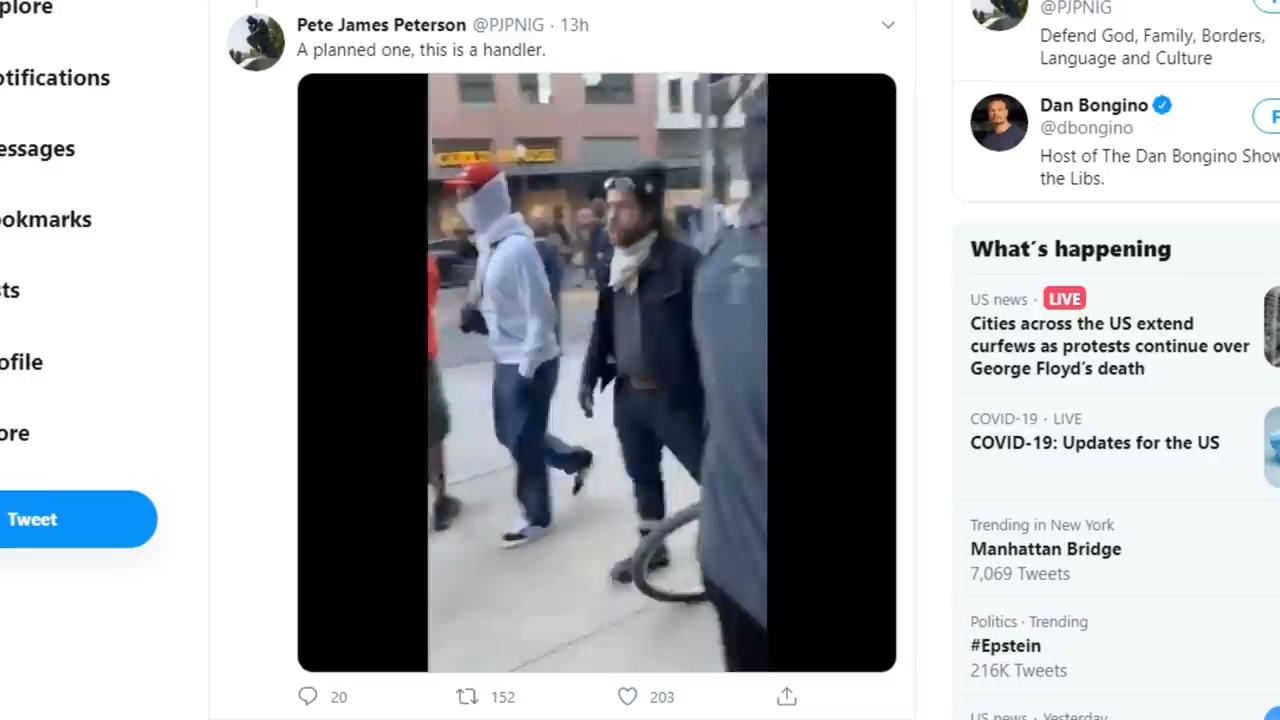 plore
otifications
essages
ookmarks
sts
ofile
ore
Tweet
Pete James Peterson @PJPNIG · 13h
A planned one, this is a handler.
20
152
203
@PJPNIG
Defend God, Family, Borders,
Language and Culture
Dan Bongino
@dbongino
F
Host of The Dan Bongino Show
the Libs.
What's happening
US news · LIVE
Cities across the US extend
curfews as protests continue over
George Floyd's death
COVID-19 · LIVE
COVID-19: Updates for the US
Trending in New York
Manhattan Bridge
7,069 Tweets
Politics · Trending
#Epstein
216K Tweets
US news · Yesterday